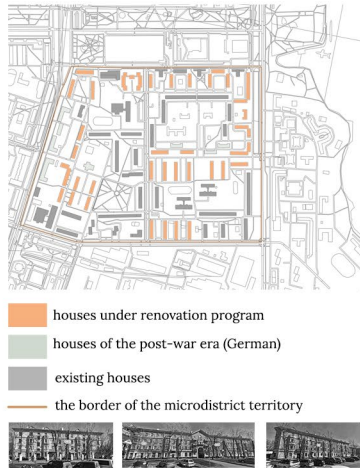 houses under renovation program
houses of the post-war era (German)
existing houses
the border of the microdistrict territory